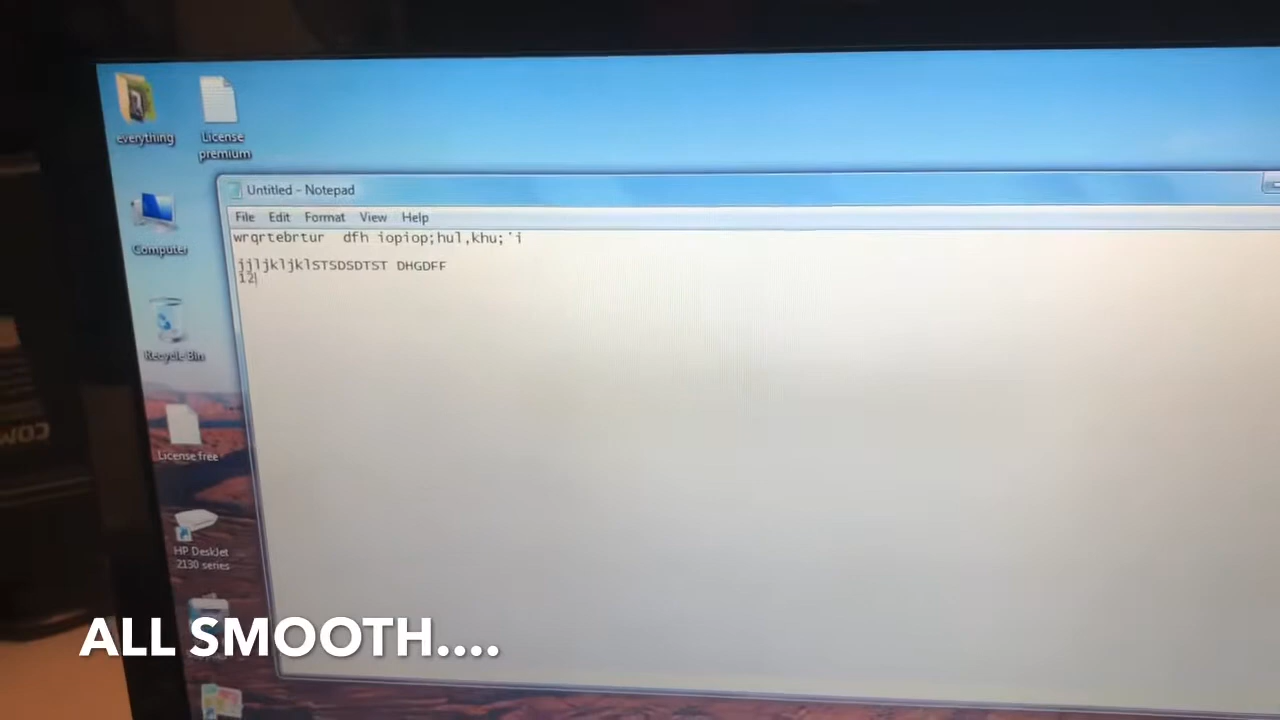 everything
License
premium
Untitled - Notepad
File Edit Format View Help
wrqrtebrtur dfh iopiop;hul,khu;'i
jjljkljklSTSDSDTST DHGDFF
12
Computer
Recycle Bin
License free
HP DeskJet
2130 series
ALL SMOOTH....